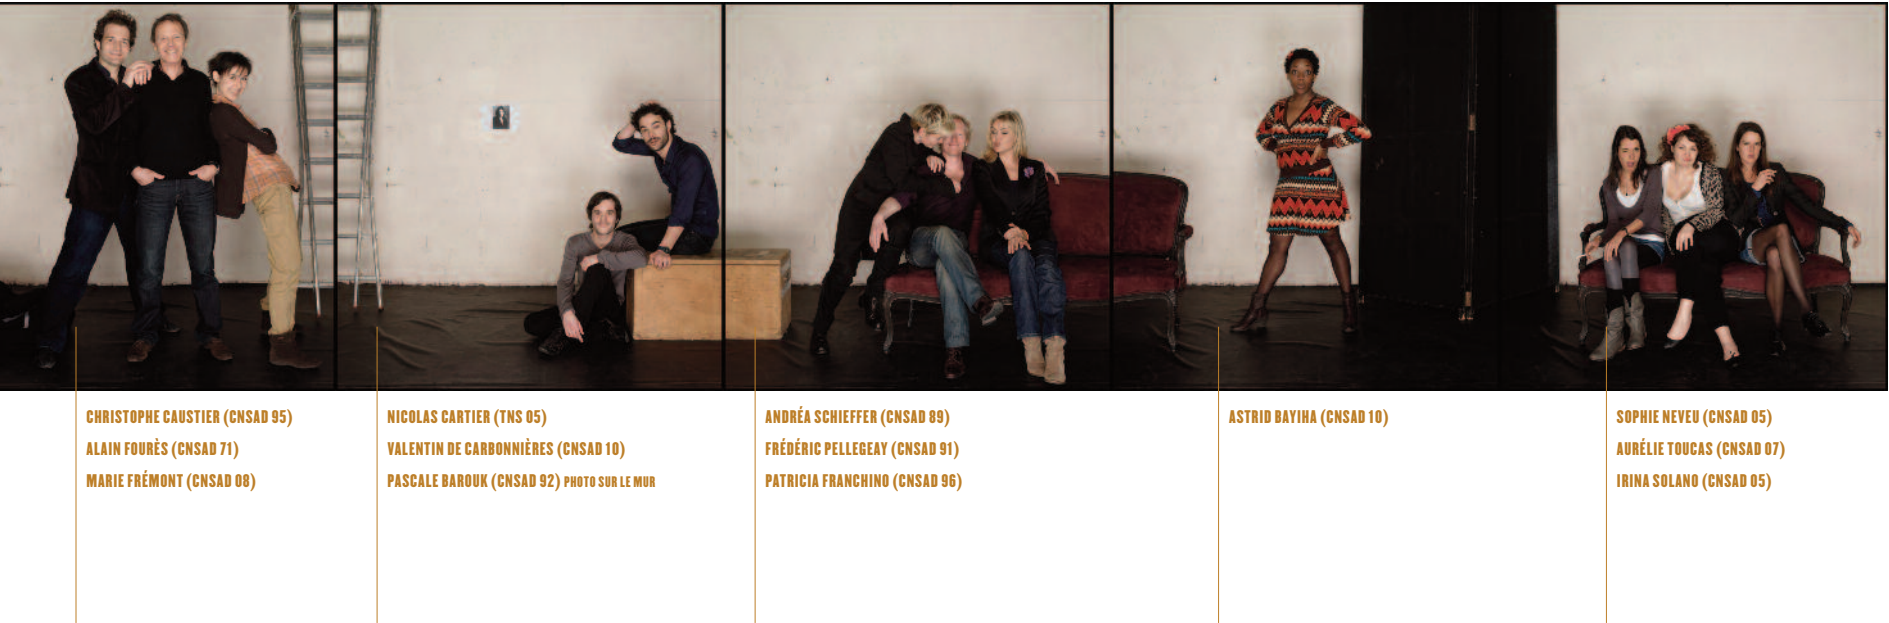 CHRISTOPHE CAUSTIER (CNSAD 95)
ALAIN FOURÈS (CNSAD 71)
MARIE FRÉMONT (CNSAD 08)
NICOLAS CARTIER (TNS 05)
VALENTIN DE CARBONNIÈRES (CNSAD 10)
PASCALE BAROUK (CNSAD 92) PHOTO SUR LE MUR
ANDRÉA SCHIEFFER (CNSAD 89)
FRÉDÉRIC PELLEGEAY (CNSAD 91)
PATRICIA FRANCHINO (CNSAD 96)
ASTRID BAYIHA (CNSAD 10)
SOPHIE NEVEU (CNSAD 05)
AURÉLIE TOUCAS (CNSAD 07)
IRINA SOLANO (CNSAD 05)